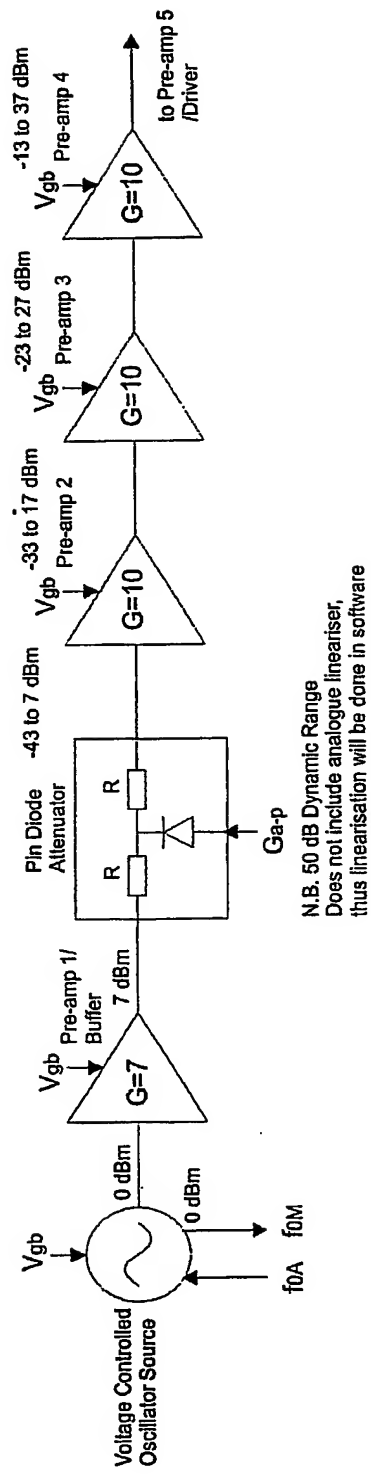 Voltage Controlled
Oscillator Source
Vgb
f0A
f0M
0 dBm
0 dBm
Vgb
Pre-amp 1/
Buffer
G=7
7 dBm
Pin Diode
Attenuator
R
R
Ga-p
-43 to 7 dBm
Vgb
-33 to 17 dBm
Pre-amp 2
G=10
Vgb
-23 to 27 dBm
Pre-amp 3
G=10
Vgb
-13 to 37 dBm
Pre-amp 4
G=10
to Pre-amp 5
/Driver
N.B. 50 dB Dynamic Range
Does not include analogue lineariser,
thus linearisation will be done in software